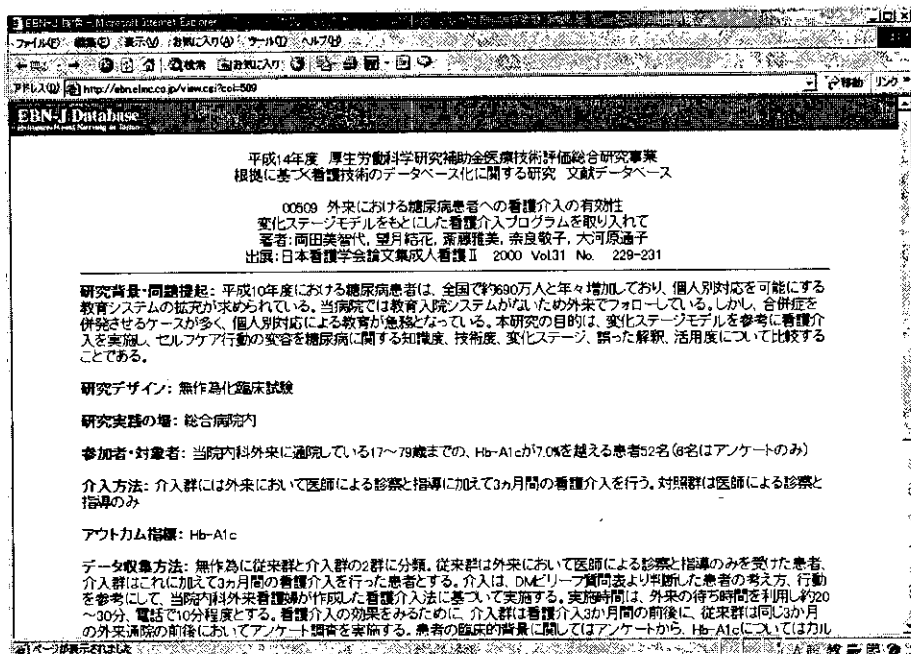 EBN-J 検索 - Microsoft Internet Explorer
ファイル(F) 編集(E) 表示(V) お気に入り(A) ツール(T) ヘルプ(H)
検索 お気に入り
アドレス(D) http://ebn.elmc.co.jp/view.cgi?col=509 移動 リンク
EBN-J Database
平成14年度 厚生労働科学研究補助金医療技術評価総合研究事業
根拠に基づく看護技術のデータベース化に関する研究 文献データベース
00509 外来における糖尿病患者への看護介入の有効性
変化ステージモデルをもとにした看護介入プログラムを取り入れて
著者:岡田美智代, 望月結花, 斎藤雅美, 奈良敬子, 大河原通子
出展:日本看護学会論文集成人看護Ⅱ 2000 Vol.31 No. 229-231
研究背景・問題提起: 平成10年度における糖尿病患者は、全国で約690万人と年々増加しており、個人別対応を可能にする
教育システムの拡充が求められている。当病院では教育入院システムがないため外来でフォローしている。しかし、合併症を
併発させるケースが多く、個人別対応による教育が急務となっている。本研究の目的は、変化ステージモデルを参考に看護介
入を実施し、セルフケア行動の変容を糖尿病に関する知識度、技術度、変化ステージ、誤った解釈、活用度について比較する
ことである。
研究デザイン: 無作為化臨床試験
研究実践の場: 総合病院内
参加者・対象者: 当院内科外来に通院している17～79歳までの、Hb-A1cが7.0%を越える患者52名(6名はアンケートのみ)
介入方法: 介入群には外来において医師による診察と指導に加えて3ヵ月間の看護介入を行う。対照群は医師による診察と
指導のみ
アウトカム指標: Hb-A1c
データ収集方法: 無作為に従来群と介入群の2群に分類。従来群は外来において医師による診察と指導のみを受けた患者、
介入群はこれに加えて3ヵ月間の看護介入を行った患者とする。介入は、DMビリーフ質問表より判断した患者の考え方、行動
を参考にして、当院内科外来看護婦が作成した看護介入法に基づいて実施する。実施時間は、外来の待ち時間を利用し約20
～30分、電話で10分程度とする。看護介入の効果をみるために、介入群は看護介入3か月間の前後に、従来群は同じ3か月
の外来通院の前後においてアンケート調査を実施する。患者の臨床的背景に関してはアンケートから、Hb-A1cについてはカル
ページが表示されました